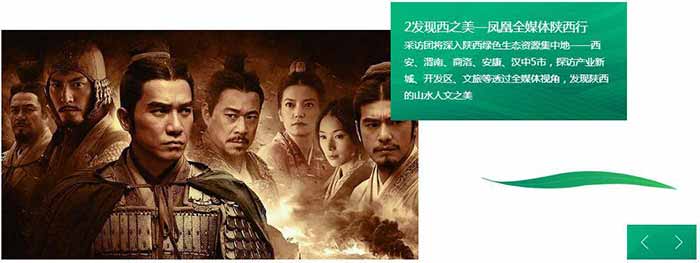 2发现西之美—凤凰全媒体陕西行
采访团将深入陕西绿色生态资源集中地——西
安、渭南、商洛、安康、汉中5市，探访产业新
城、开发区、文旅等透过全媒体视角，发现陕西
的山水人文之美